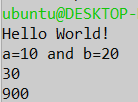 ubuntu@DESKTOP-
Hello World!
a=10 and b=20
30
900